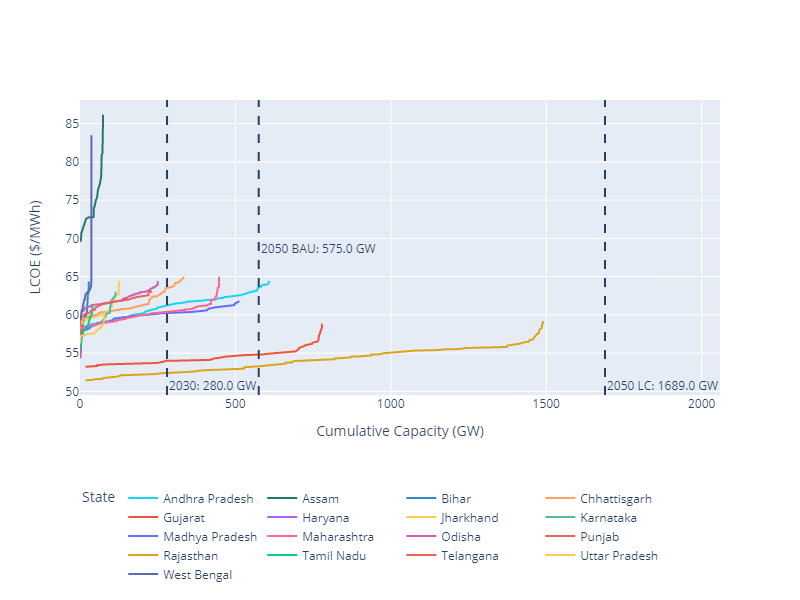 85
80
75
70
65
60
55
50
LCOE ($/MWh)
2050 BAU: 575.0 GW
2030: 280.0 GW
2050 LC: 1689.0 GW
0
500
1000
1500
2000
Cumulative Capacity (GW)
State
Andhra Pradesh
Assam
Bihar
Chhattisgarh
Gujarat
Haryana
Jharkhand
Karnataka
Madhya Pradesh
Maharashtra
Odisha
Punjab
Rajasthan
Tamil Nadu
Telangana
Uttar Pradesh
West Bengal